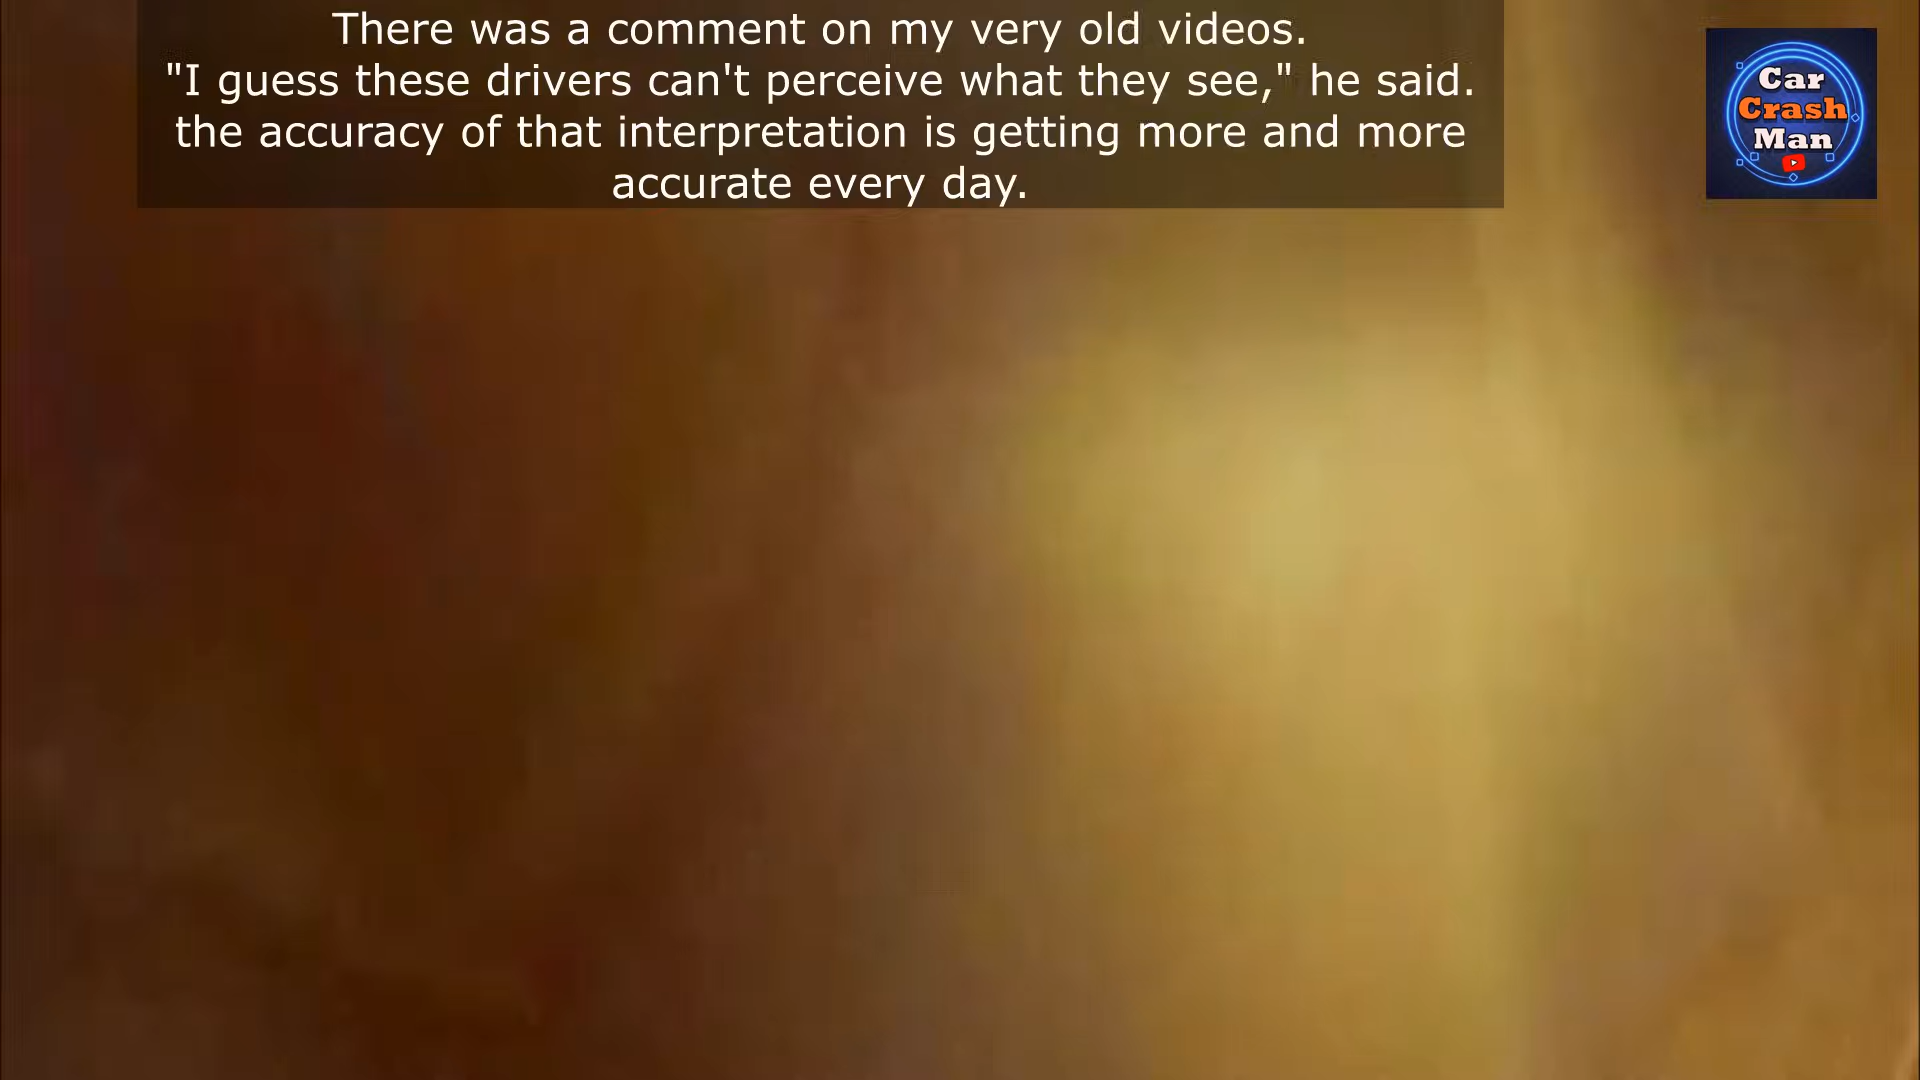 There was a comment on my very old videos.
"I guess these drivers can't perceive what they see," he said.
the accuracy of that interpretation is getting more and more
accurate every day.
Car
Crash
Man